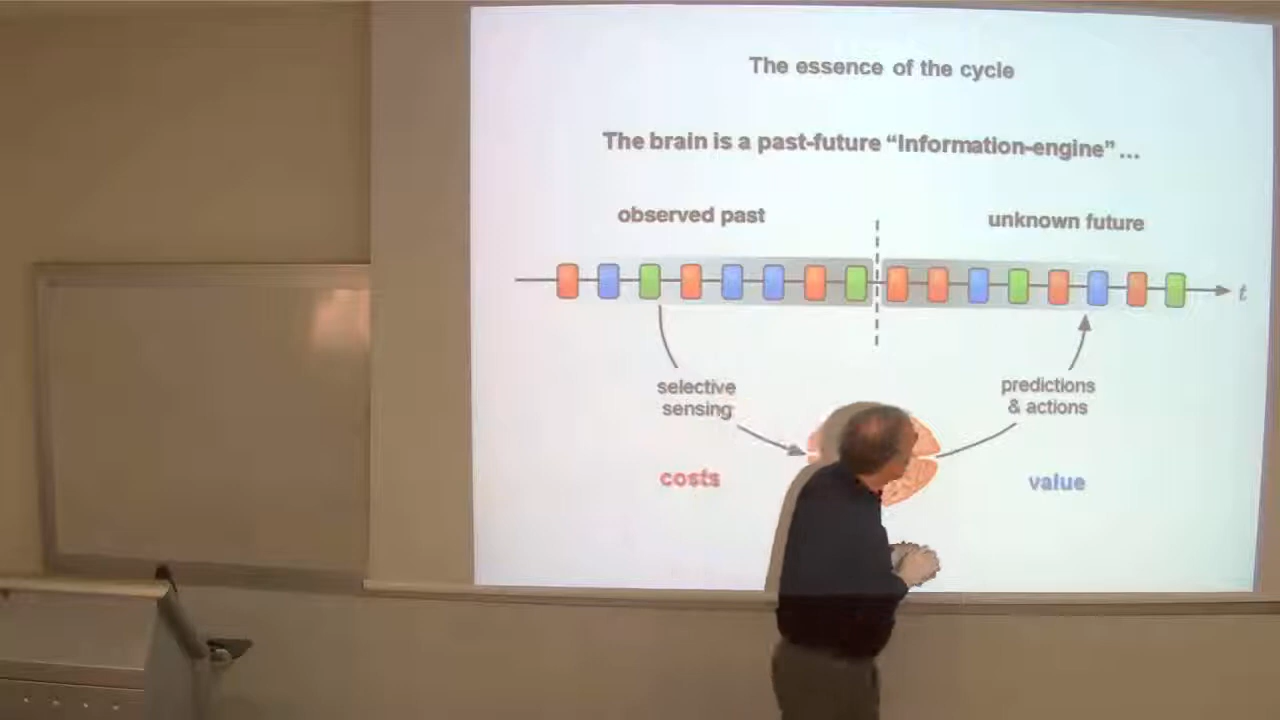 The essence of the cycle
The brain is a past-future “Information-engine” ...
observed past
unknown future
t
selective
sensing
predictions
& actions
costs
value